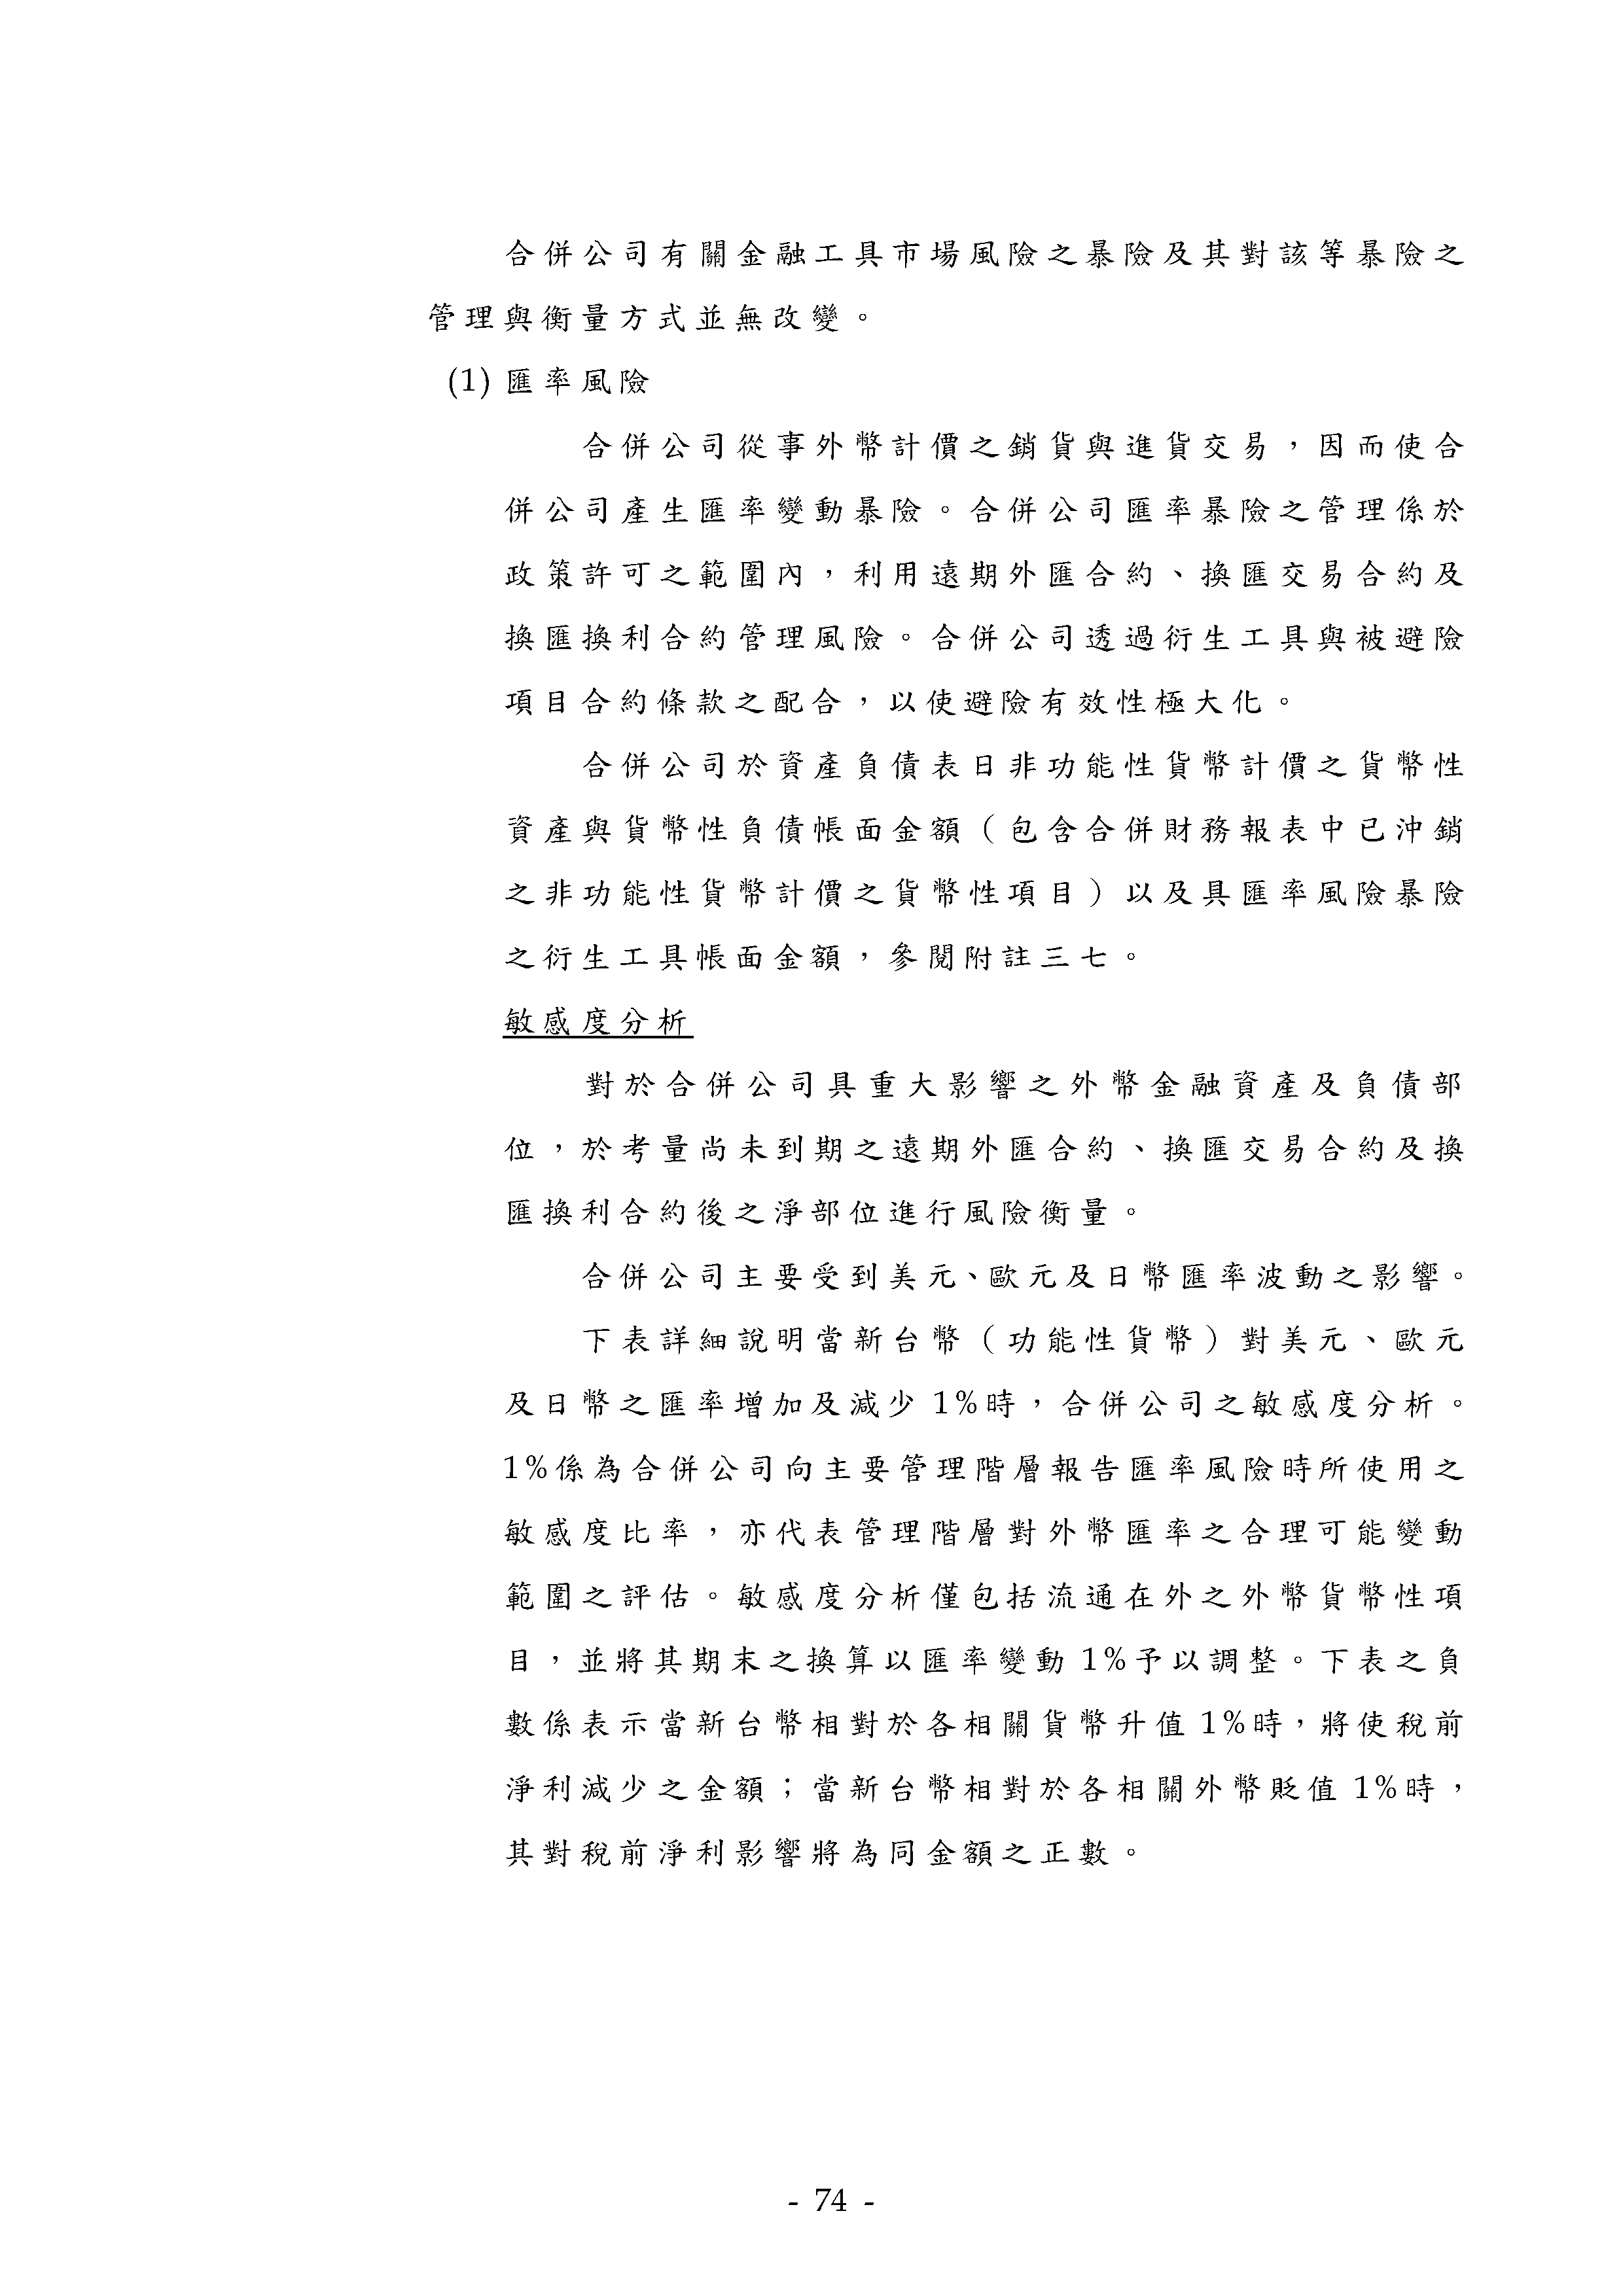 合併公司有關金融工具市場風險之暴險及其對該等暴險之
管理與衡量方式並無改變。
(1) 匯率風險
合併公司從事外幣計價之銷貨與進貨交易，因而使合
併公司產生匯率變動暴險。合併公司匯率暴險之管理係於
政策許可之範圍內，利用遠期外匯合約、換匯交易合約及
換匯換利合約管理風險。合併公司透過衍生工具與被避險
項目合約條款之配合，以使避險有效性極大化。
合併公司於資產負債表日非功能性貨幣計價之貨幣性
資產與貨幣性負債帳面金額（包含合併財務報表中已沖銷
之非功能性貨幣計價之貨幣性項目）以及具匯率風險暴險
之衍生工具帳面金額，參閱附註三七。
敏感度分析
對於合併公司具重大影響之外幣金融資產及負債部
位，於考量尚未到期之遠期外匯合約、換匯交易合約及換
匯換利合約後之淨部位進行風險衡量。
合併公司主要受到美元、歐元及日幣匯率波動之影響。
下表詳細說明當新台幣（功能性貨幣）對美元、歐元
及日幣之匯率增加及減少 1%時，合併公司之敏感度分析。
1%係為合併公司向主要管理階層報告匯率風險時所使用之
敏感度比率，亦代表管理階層對外幣匯率之合理可能變動
範圍之評估。敏感度分析僅包括流通在外之外幣貨幣性項
目，並將其期末之換算以匯率變動 1%予以調整。下表之負
數係表示當新台幣相對於各相關貨幣升值 1%時，將使稅前
淨利減少之金額；當新台幣相對於各相關外幣貶值 1%時，
其對稅前淨利影響將為同金額之正數。
- 74 -